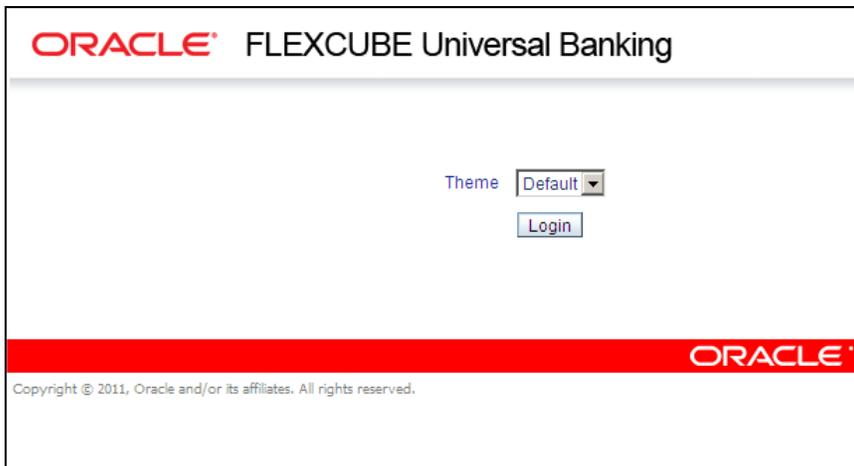 ORACLE® FLEXCUBE Universal Banking
Theme Default
Login
ORACLE
Copyright © 2011, Oracle and/or its affiliates. All rights reserved.